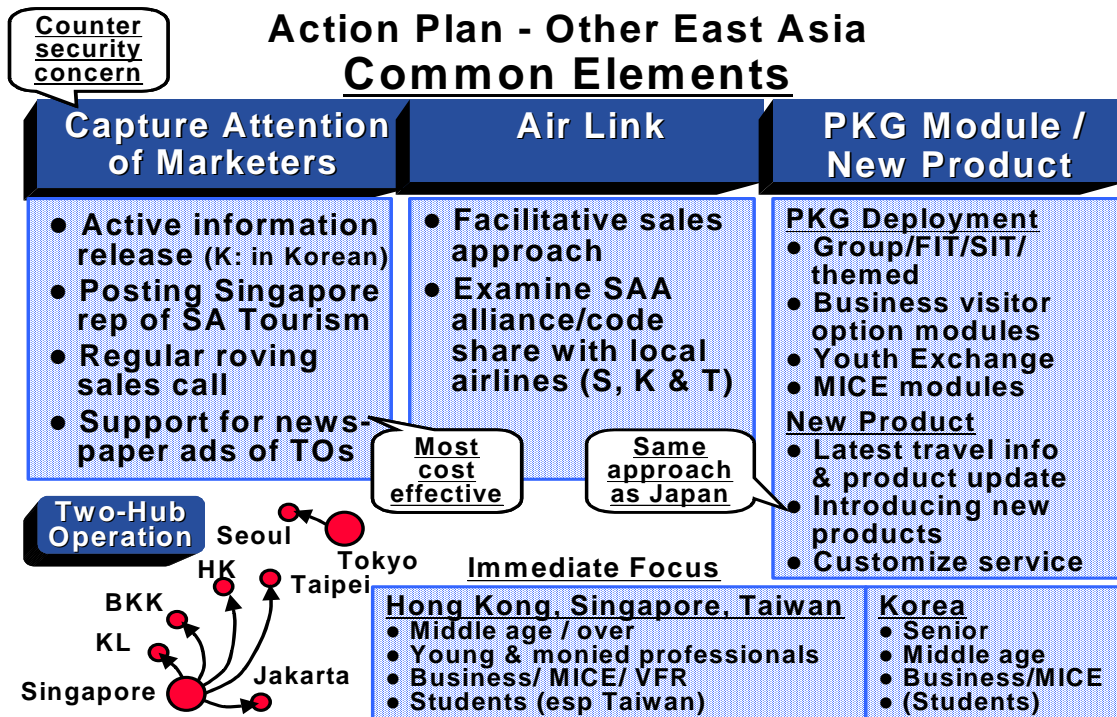 Counter
security
concern
Action Plan - Other East Asia
Common Elements
Capture Attention
of Marketers
● Active information
release (K: in Korean)
● Posting Singapore
rep of SA Tourism
● Regular roving
sales call
● Support for news-
paper ads of TOs
Most
cost
effective
Air Link
● Facilitative sales
approach
● Examine SAA
alliance/code
share with local
airlines (S, K & T)
PKG Module /
New Product
PKG Deployment
● Group/FIT/SIT/
themed
● Business visitor
option modules
● Youth Exchange
● MICE modules
New Product
● Latest travel info
& product update
● Introducing new
products
● Customize service
Same
approach
as Japan
Two-Hub
Operation
Seoul
Tokyo
HK
Taipei
BKK
KL
Singapore
Jakarta
Immediate Focus
Hong Kong, Singapore, Taiwan
● Middle age / over
● Young & monied professionals
● Business/ MICE/ VFR
● Students (esp Taiwan)
Korea
● Senior
● Middle age
● Business/MICE
● (Students)